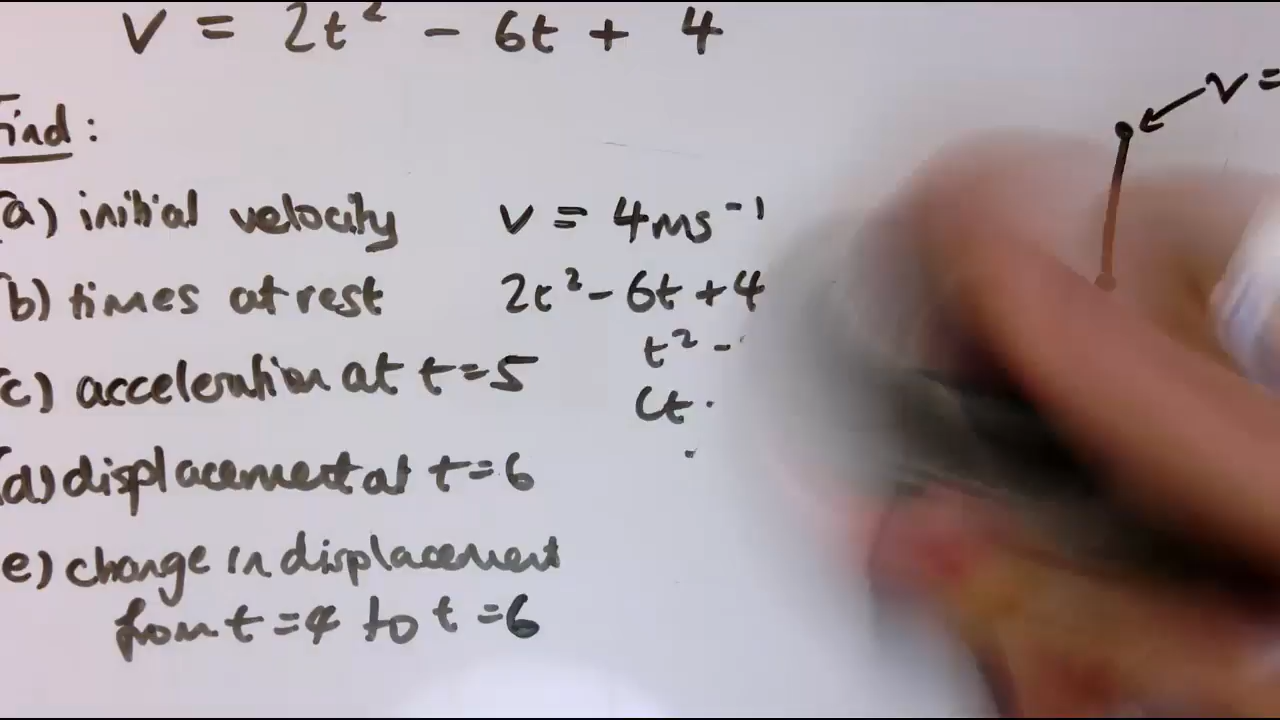 v = 2t² - 6t + 4
v =
Find:
(a) initial velocity v = 4ms⁻¹
(b) times at rest 2t² - 6t + 4
t² -
(c) acceleration at t=5 (t
(d) displacement at t=6
e) change in displacement
from t=4 to t=6